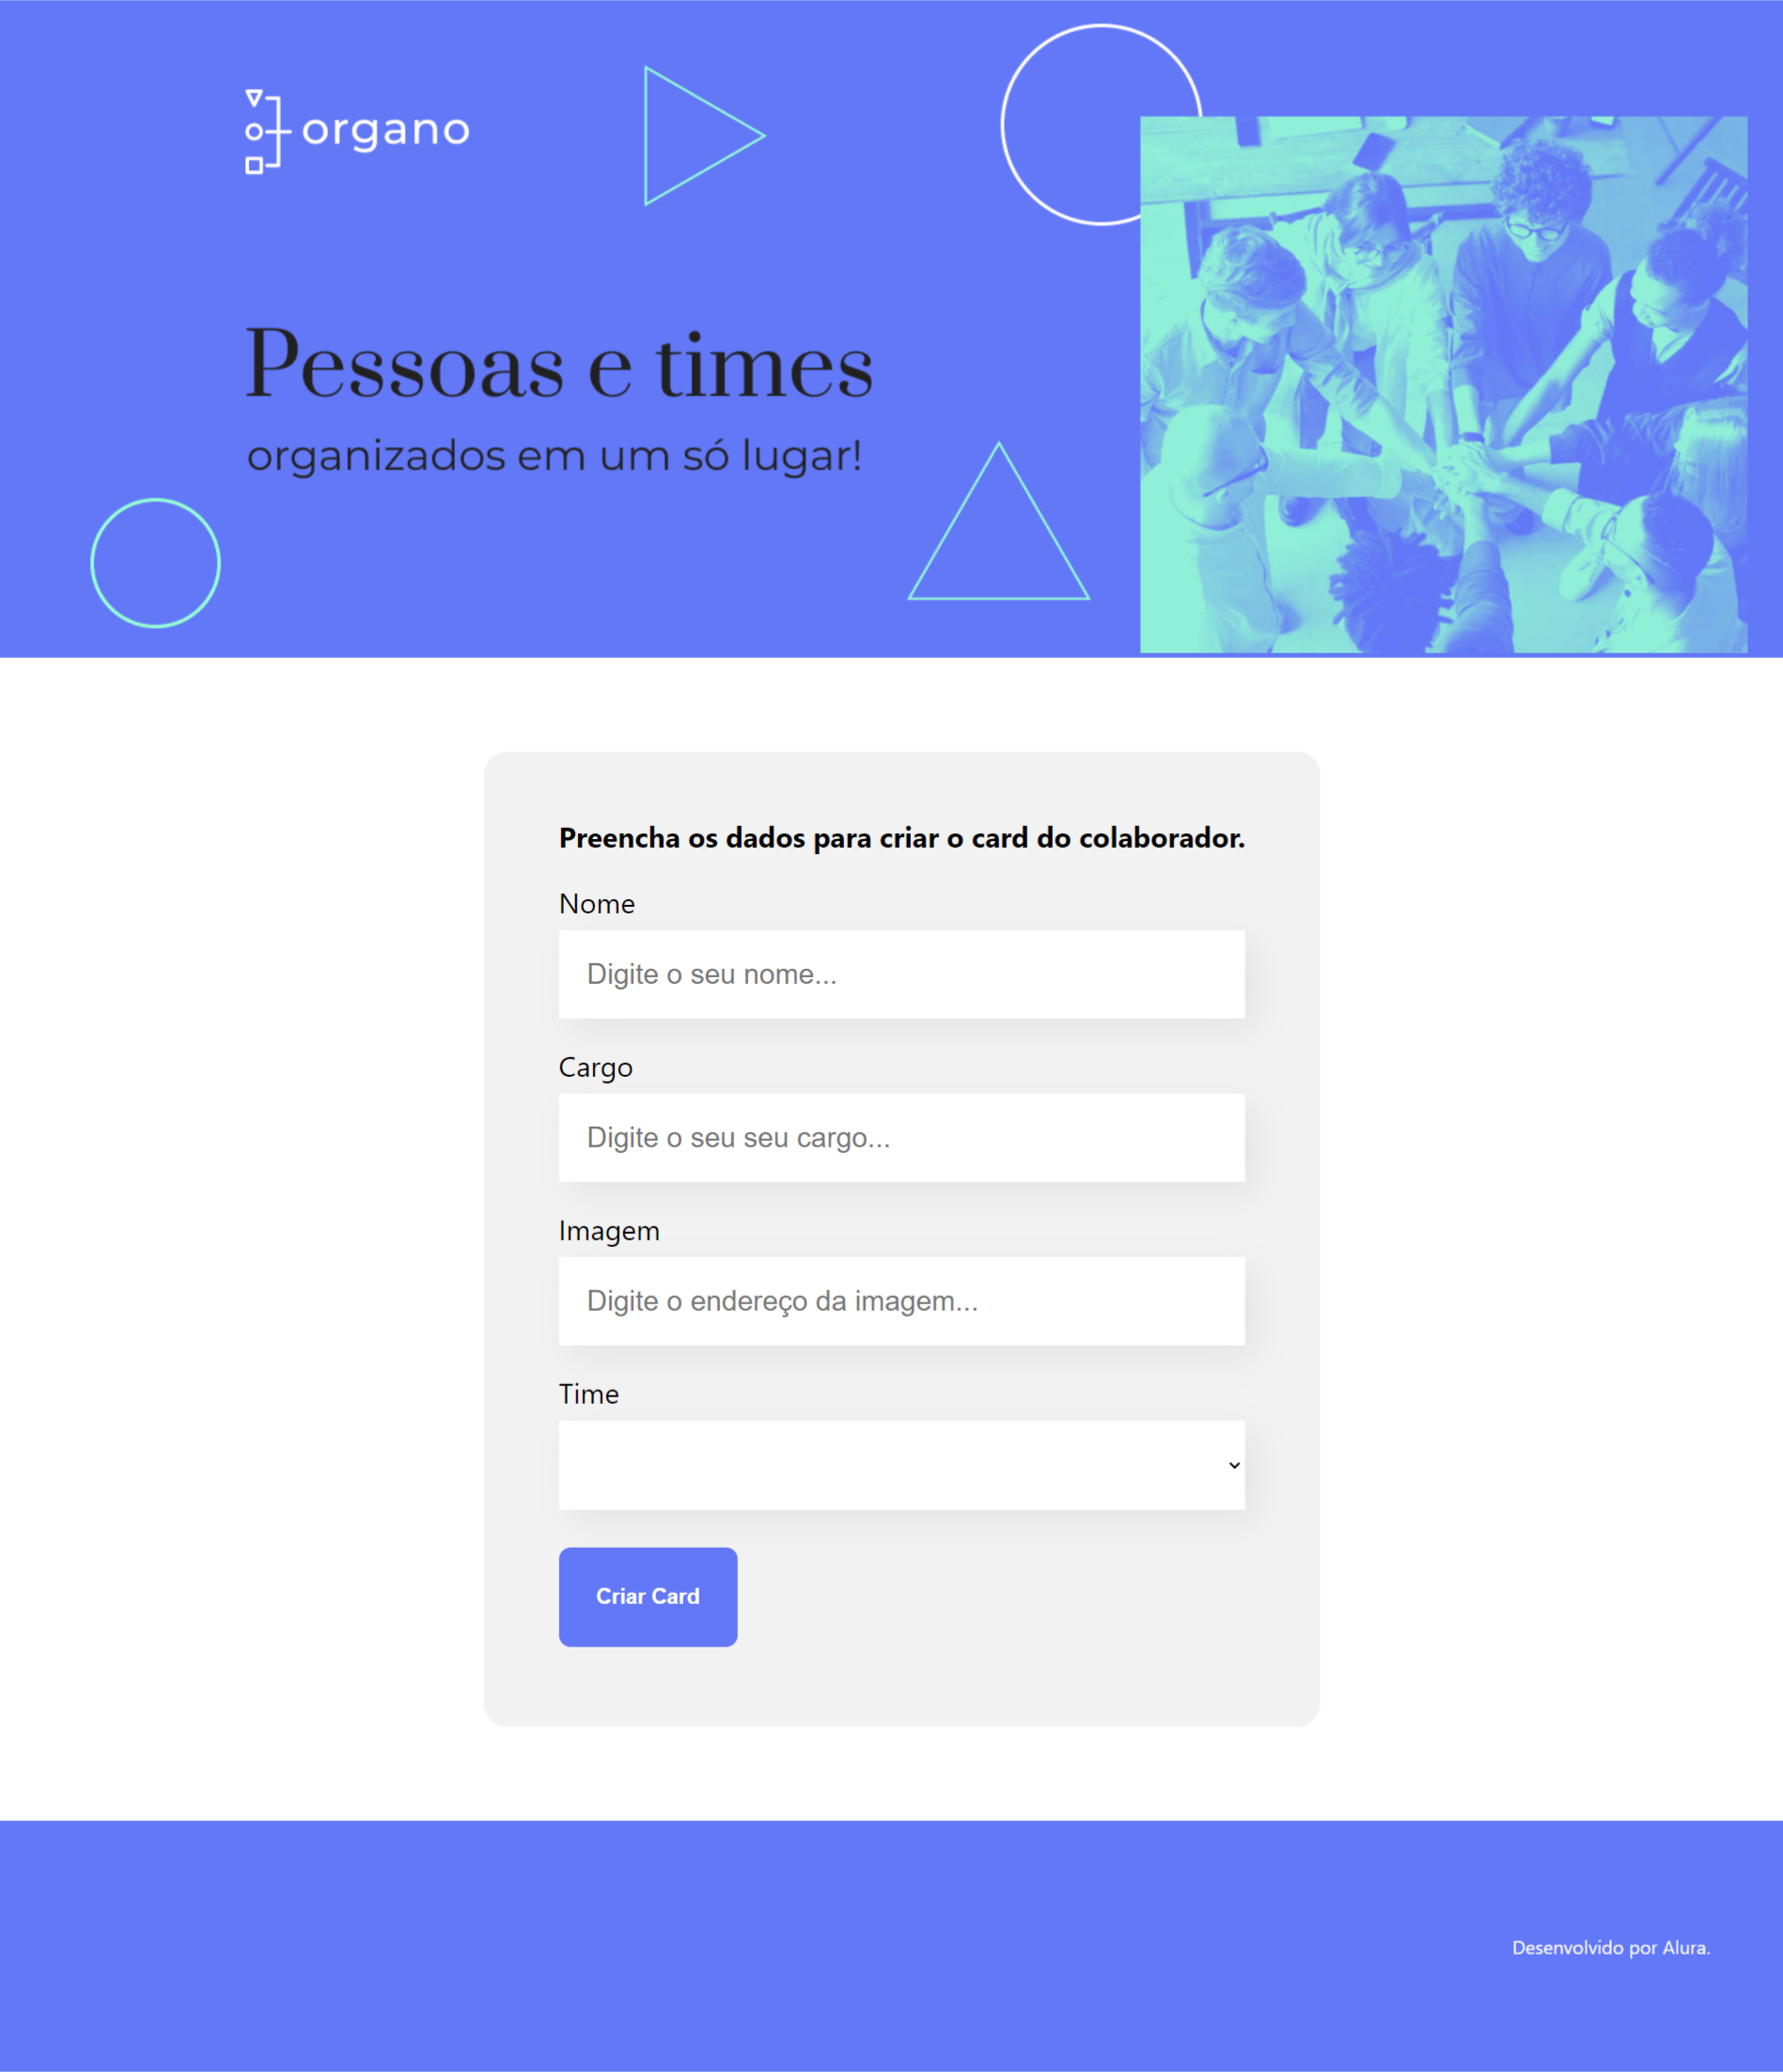 organo
Pessoas e times
organizados em um só lugar!
Preencha os dados para criar o card do colaborador.
Nome
Digite o seu nome...
Cargo
Digite o seu seu cargo...
Imagem
Digite o endereço da imagem...
Time
Criar Card
Desenvolvido por Alura.